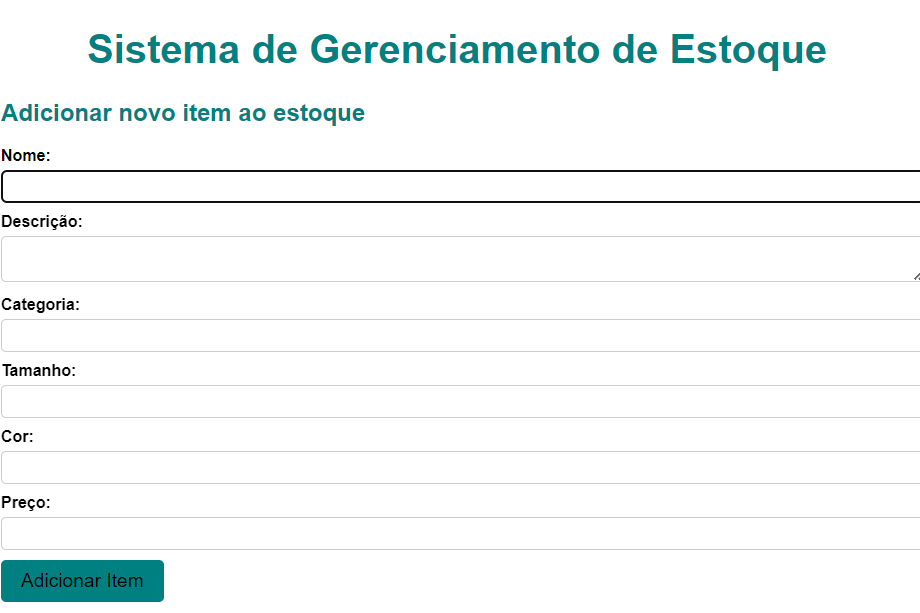 Sistema de Gerenciamento de Estoque
Adicionar novo item ao estoque
Nome:
Descrição:
Categoria:
Tamanho:
Cor:
Preço:
Adicionar Item